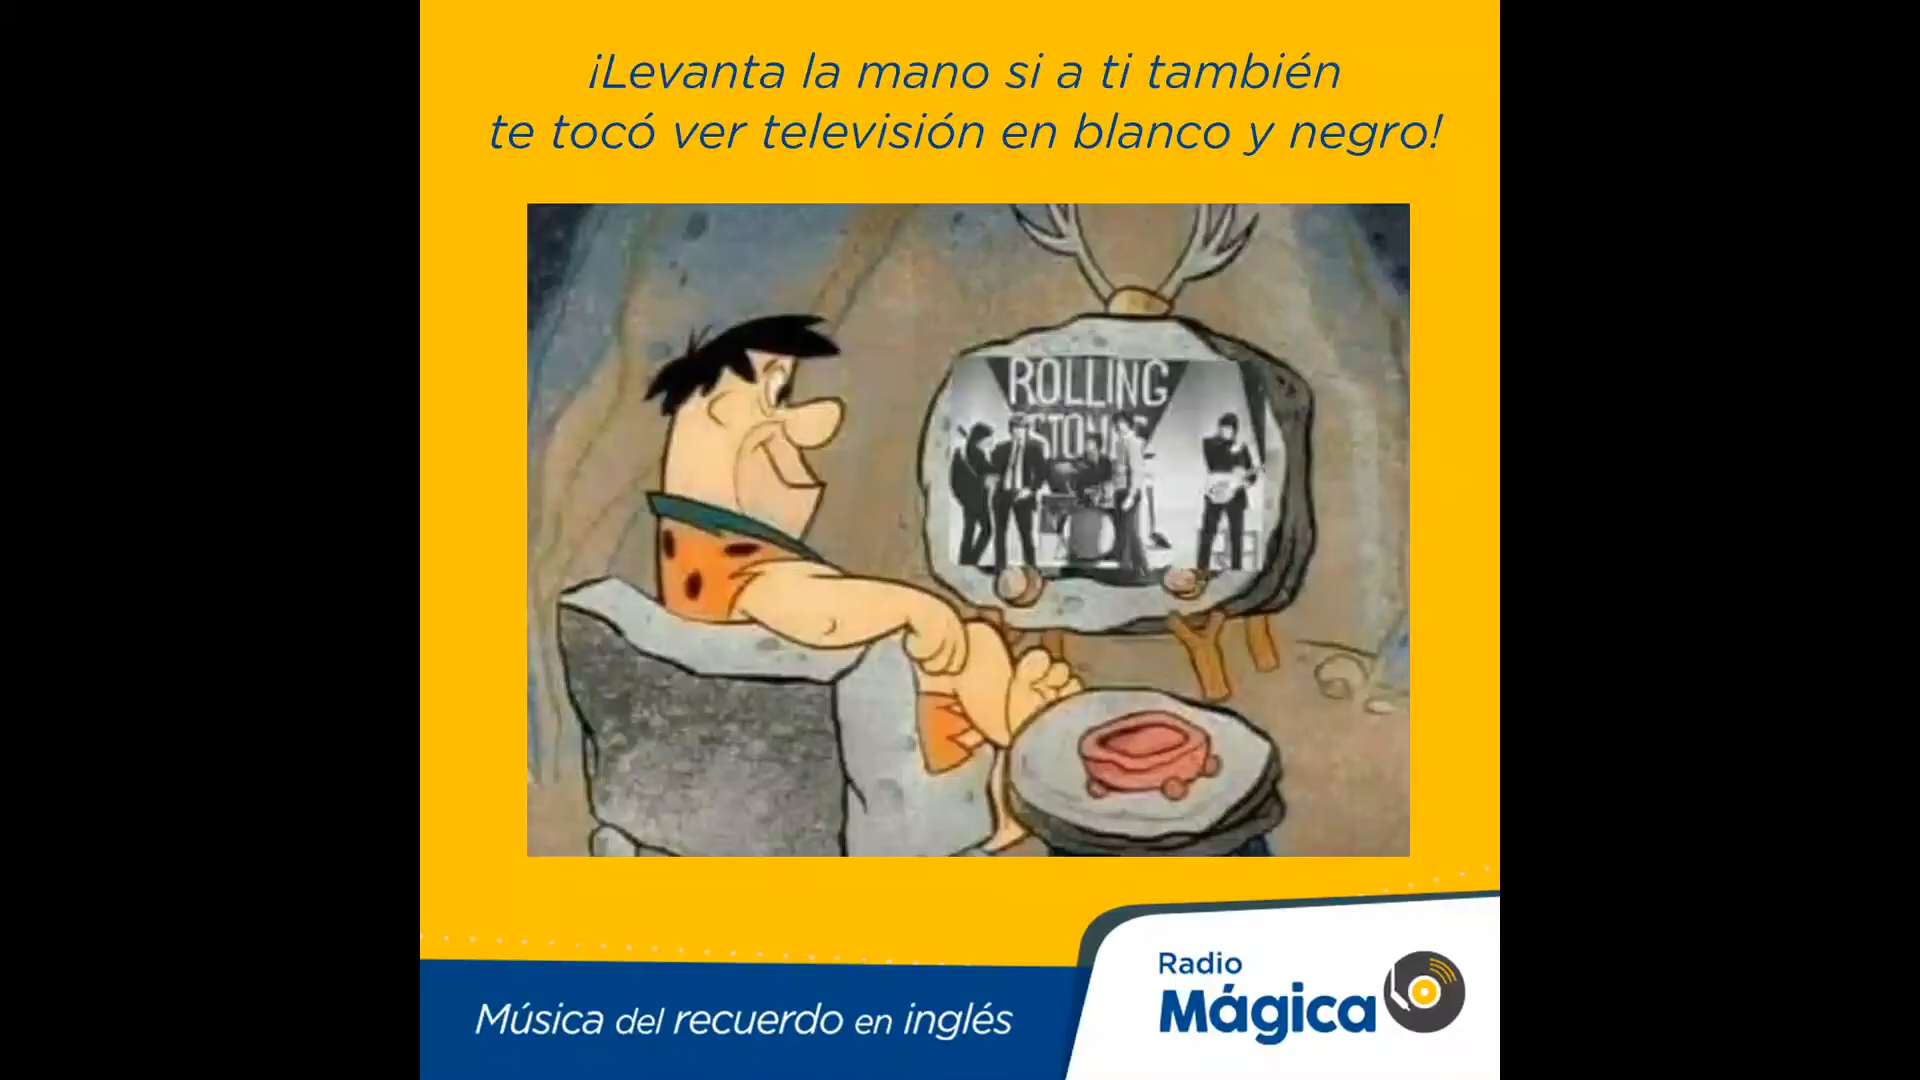 ¡Levanta la mano si a ti también
te tocó ver televisión en blanco y negro!
ROLLING
STONES
Música del recuerdo en inglés
Radio
Mágica